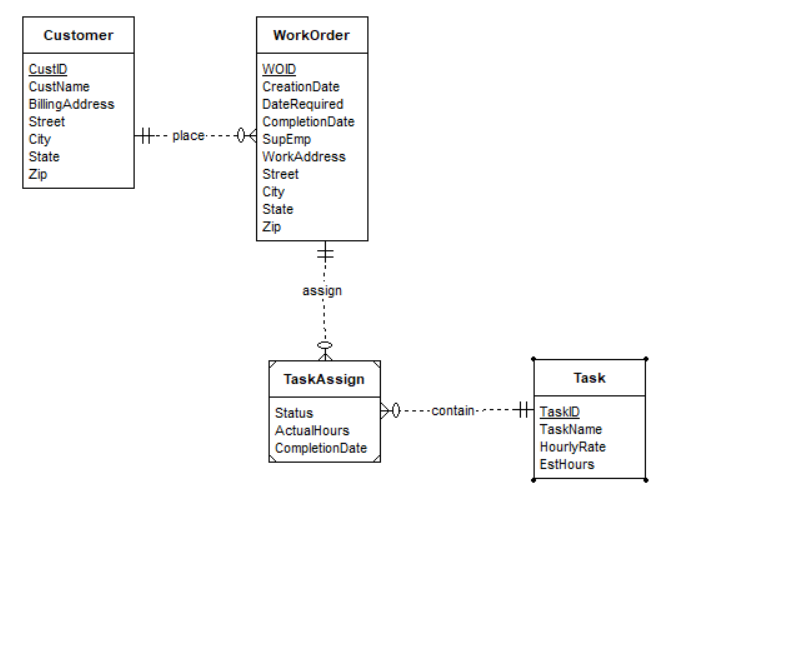 Customer
CustID
CustName
BillingAddress
Street
City
State
Zip
place
WorkOrder
WOID
CreationDate
DateRequired
CompletionDate
SupEmp
WorkAddress
Street
City
State
Zip
assign
TaskAssign
Status
ActualHours
CompletionDate
contain
Task
TaskID
TaskName
HourlyRate
EstHours